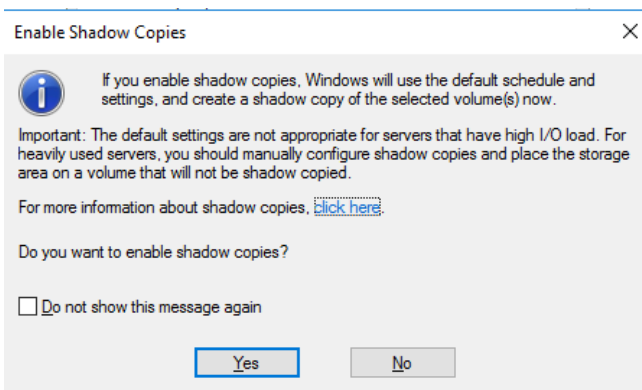 Enable Shadow Copies
If you enable shadow copies, Windows will use the default schedule and
settings, and create a shadow copy of the selected volume(s) now.
Important: The default settings are not appropriate for servers that have high I/O load. For
heavily used servers, you should manually configure shadow copies and place the storage
area on a volume that will not be shadow copied.
For more information about shadow copies, click here.
Do you want to enable shadow copies?
Do not show this message again
Yes
No